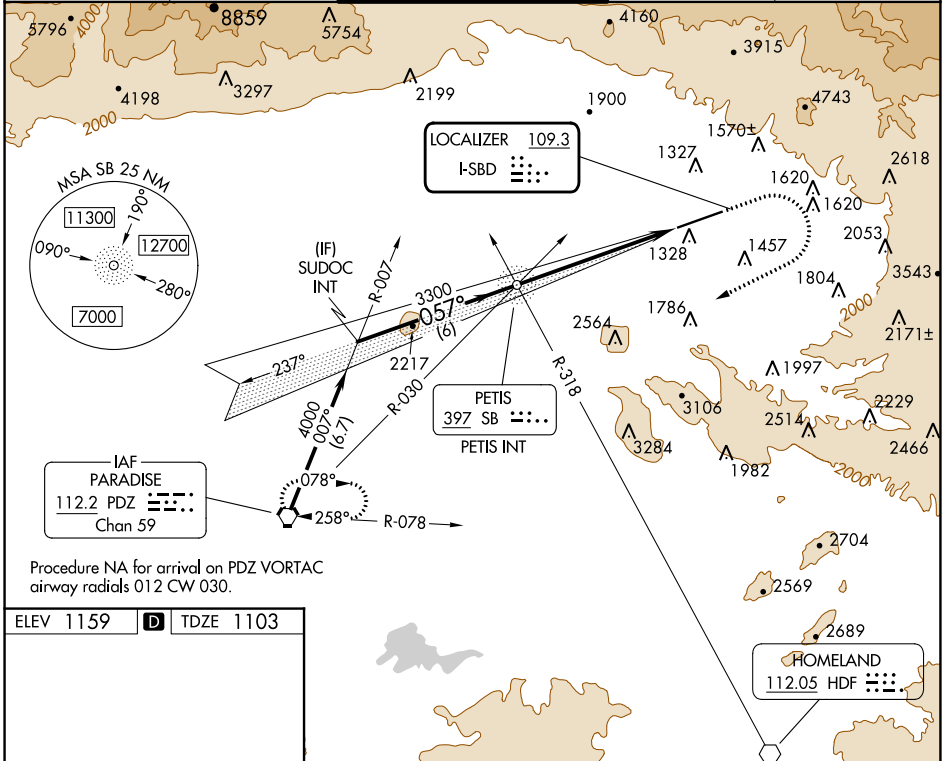 5796
4000
8859
5754
4160
3915
4198
3297
2199
1900
4743
2000
LOCALIZER 109.3
I-SBD
1570±
1327
2618
MSA SB 25 NM
11300
190°
090°
12700
280°
7000
1620
1620
(IF)
SUDOC
INT
R-007
1328
1457
2053
3543
3300
057°
(6)
1804
2000
1786
2564
2171±
237°
2217
R-030
R-318
1997
PETIS
397 SB
PETIS INT
3106
2514
2229
4000
007°
(6.7)
3284
1982
2466
2000
IAF
PARADISE
112.2 PDZ
Chan 59
078°
258°
R-078
2704
Procedure NA for arrival on PDZ VORTAC
airway radials 012 CW 030.
2569
ELEV 1159 D TDZE 1103
2689
HOMELAND
112.05 HDF